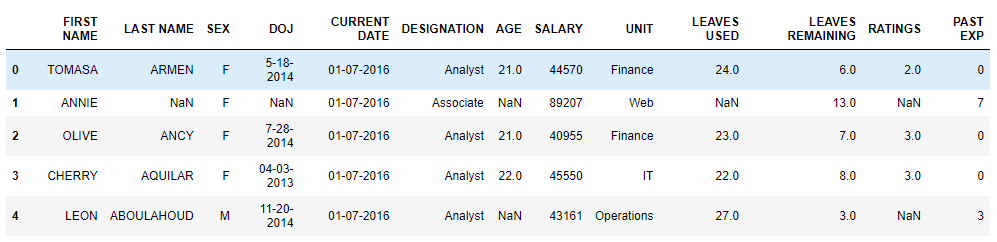 FIRST NAME LAST NAME SEX DOJ CURRENT DATE DESIGNATION AGE SALARY UNIT LEAVES USED LEAVES REMAINING RATINGS PAST EXP
0 TOMASA ARMEN F 5-18-2014 01-07-2016 Analyst 21.0 44570 Finance 24.0 6.0 2.0 0
1 ANNIE NaN F NaN 01-07-2016 Associate NaN 89207 Web NaN 13.0 NaN 7
2 OLIVE ANCY F 7-28-2014 01-07-2016 Analyst 21.0 40955 Finance 23.0 7.0 3.0 0
3 CHERRY AQUILAR F 04-03-2013 01-07-2016 Analyst 22.0 45550 IT 22.0 8.0 3.0 0
4 LEON ABOULAHOUD M 11-20-2014 01-07-2016 Analyst NaN 43161 Operations 27.0 3.0 NaN 3